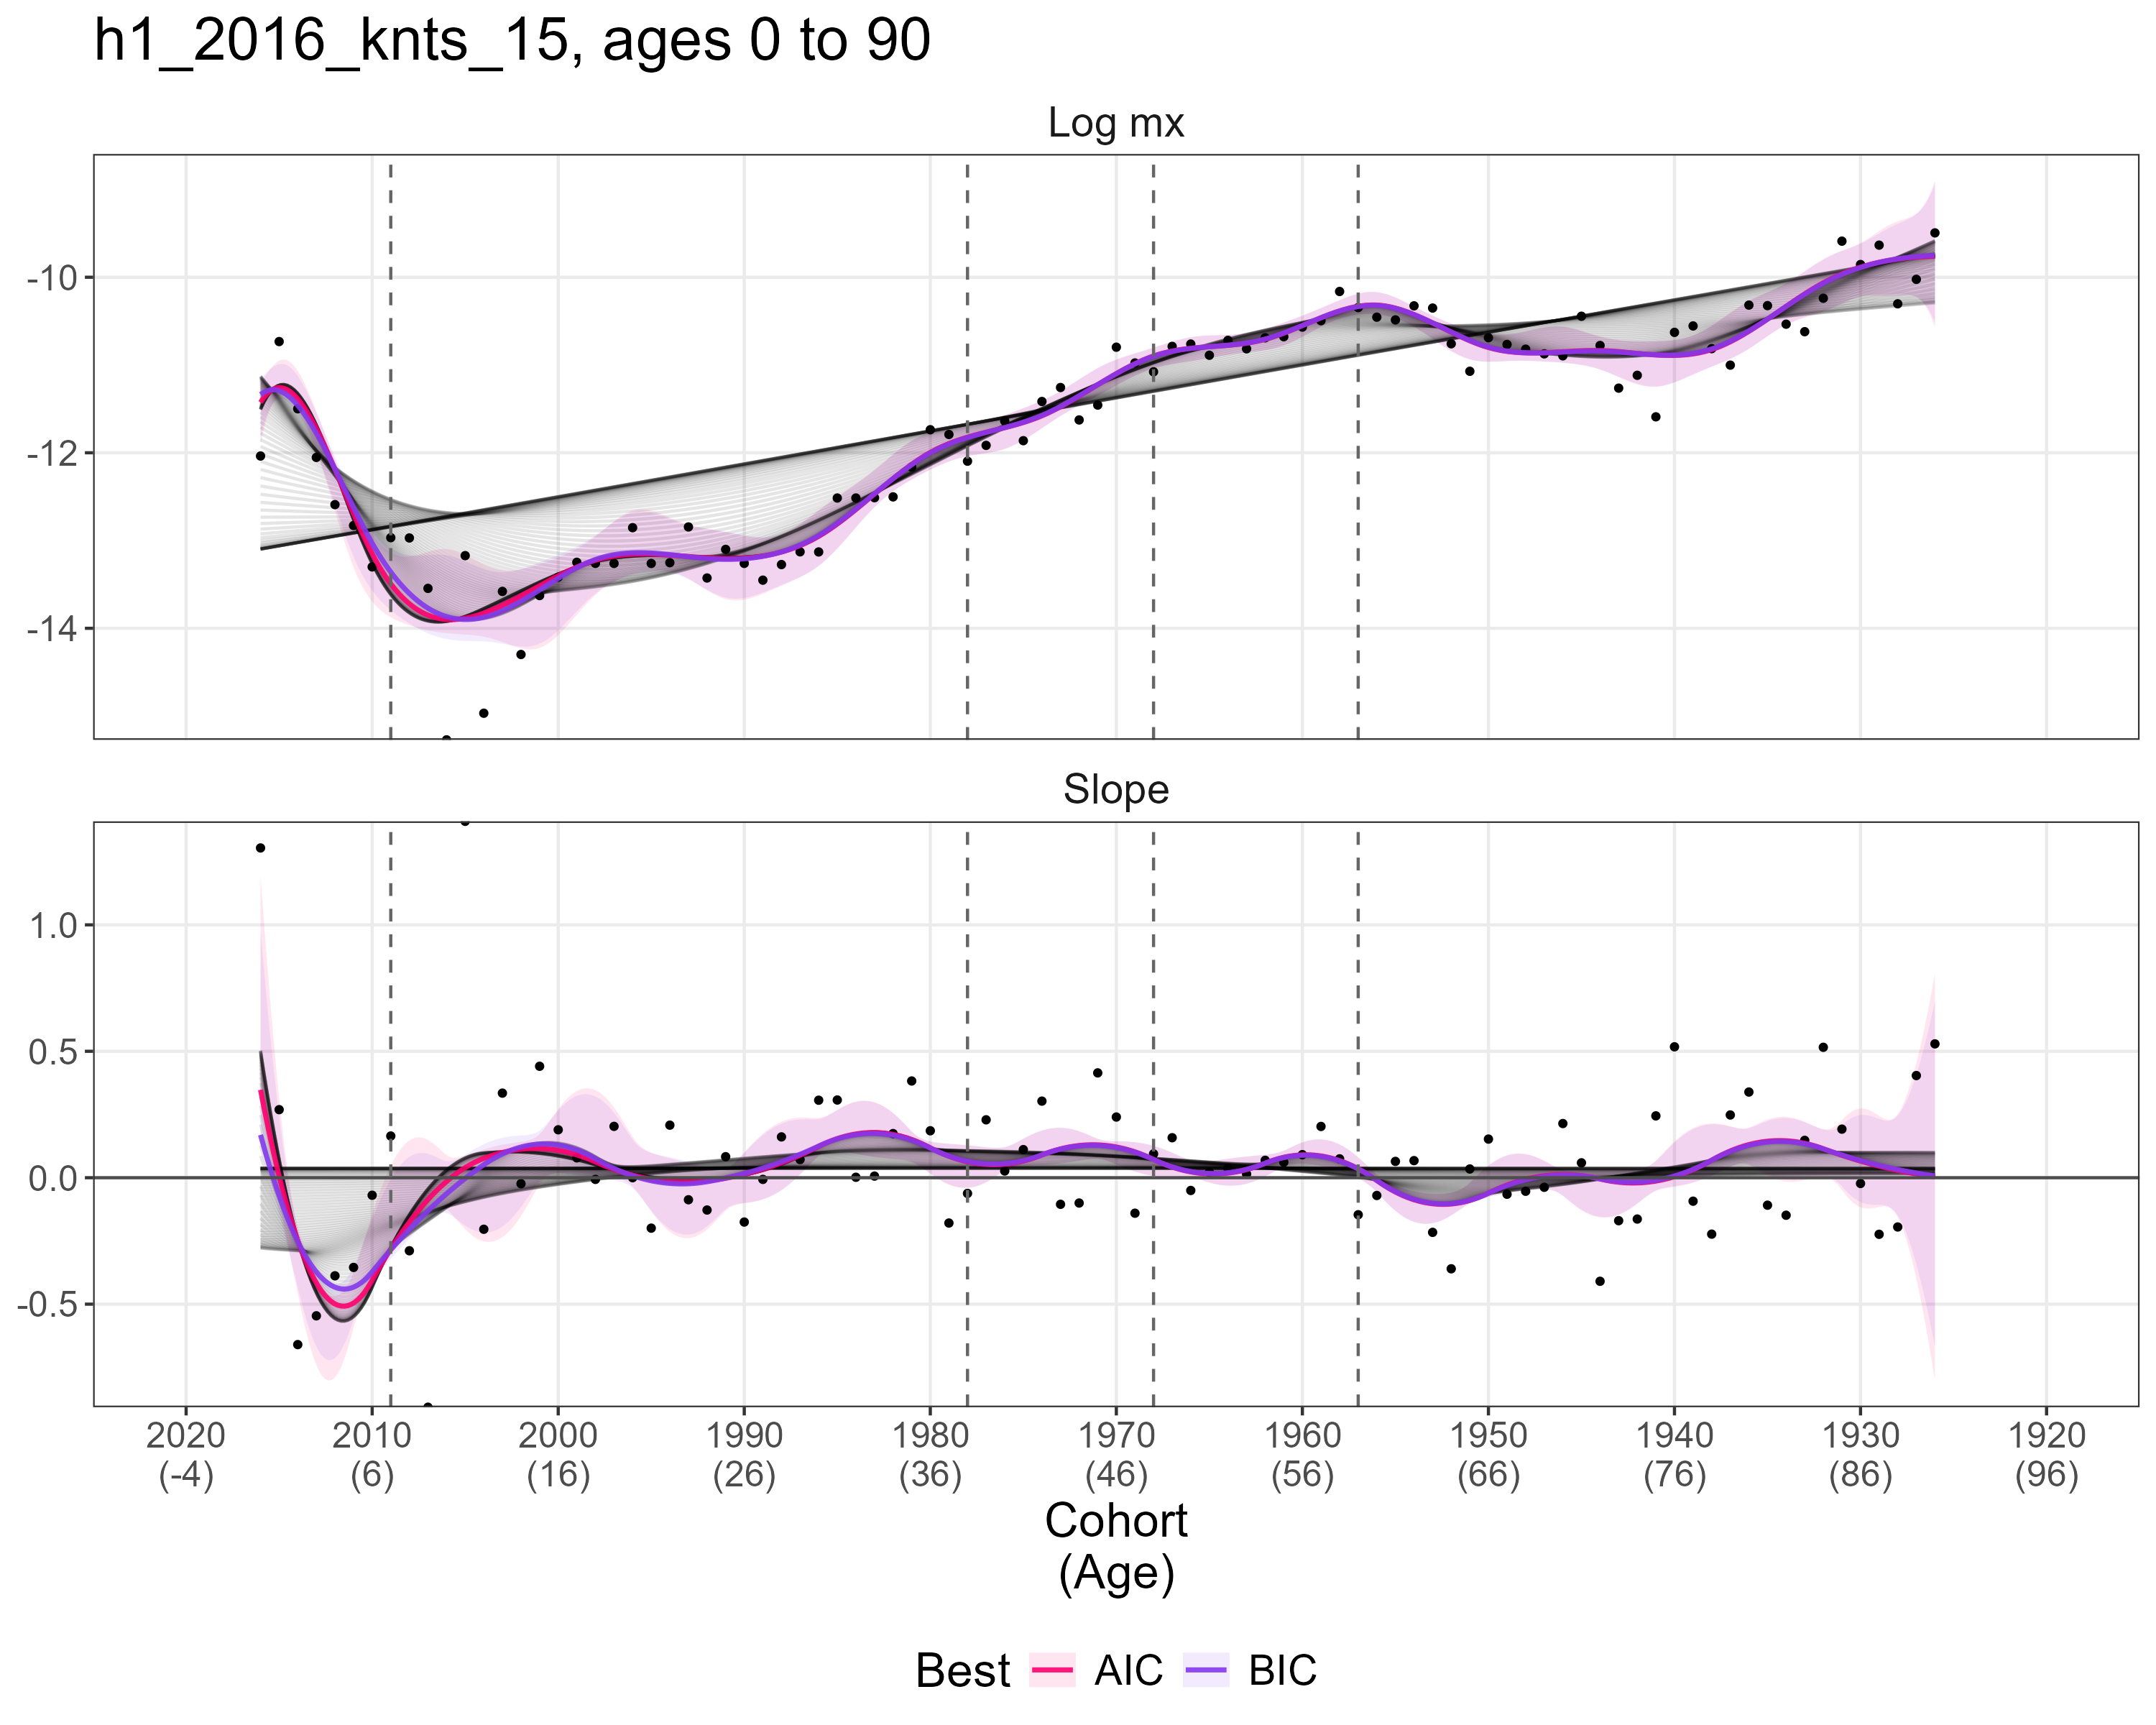 h1_2016_knts_15, ages 0 to 90
Log mx
-10
-12
-14
Slope
1.0
0.5
0.0
-0.5
2020 2010 2000 1990 1980 1970 1960 1950 1940 1930 1920
(-4) (6) (16) (26) (36) (46) (56) (66) (76) (86) (96)
Cohort
(Age)
Best AIC BIC